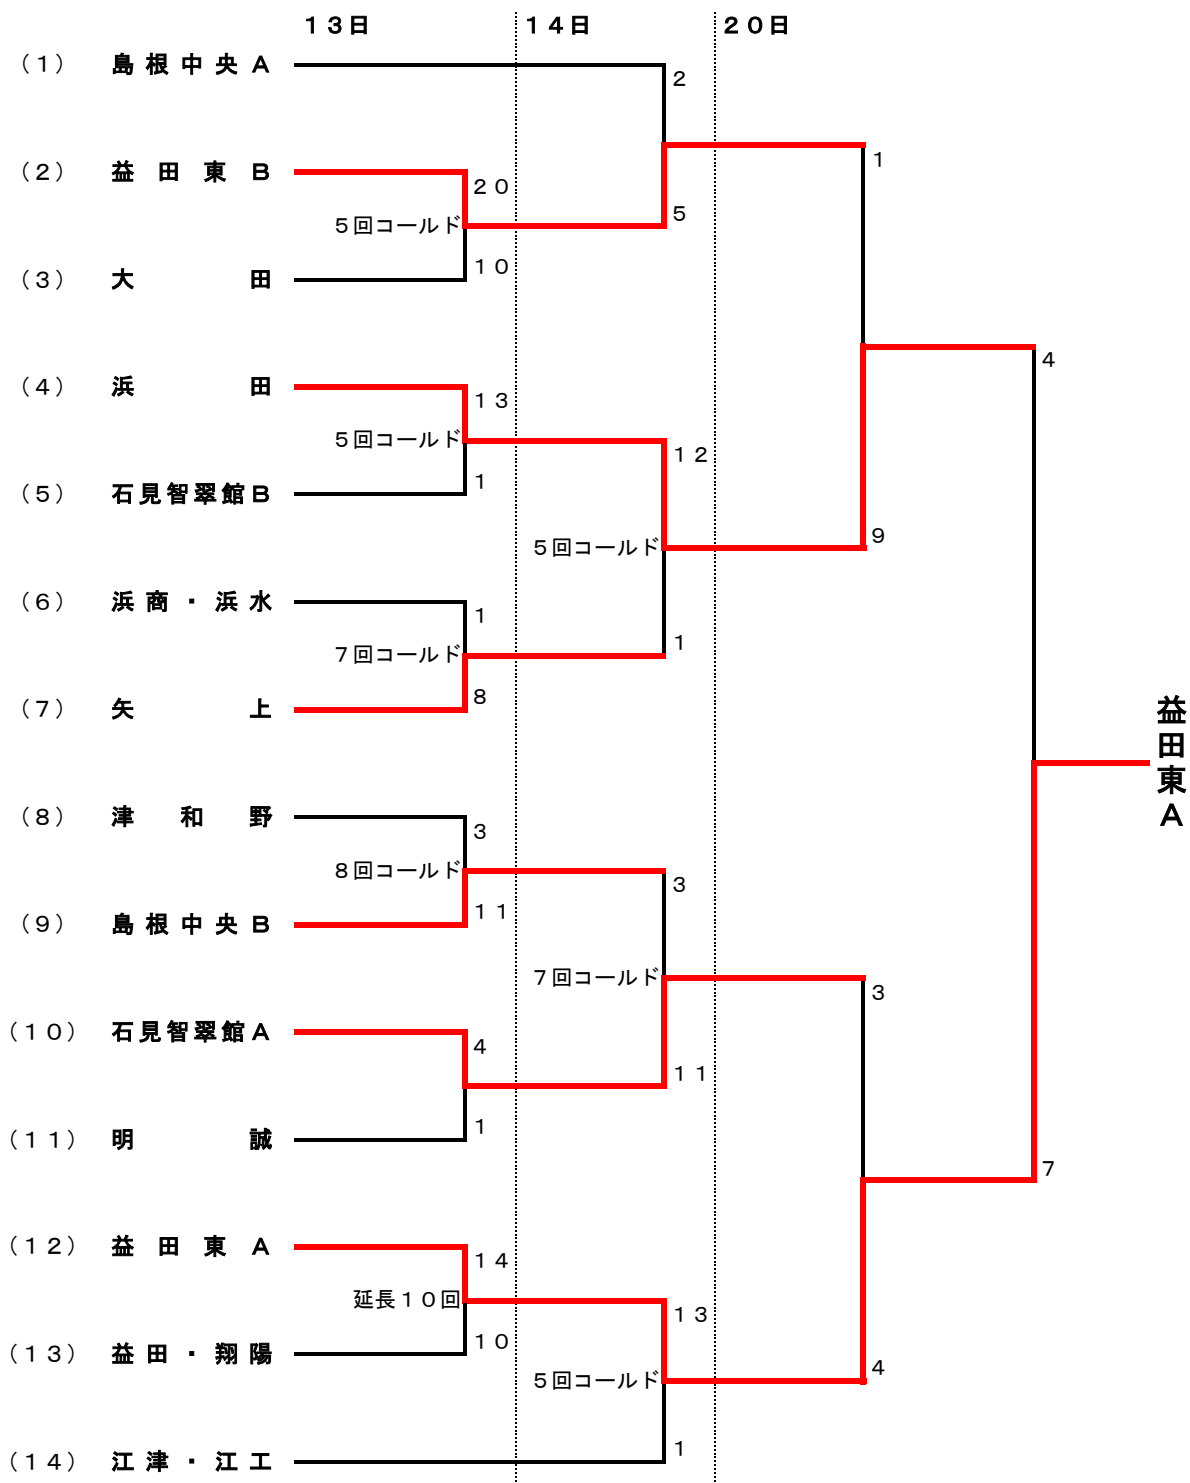 １３日 １４日 ２０日
（１） 島根中央Ａ
２
１
（２） 益田東Ｂ
２０
５
５回コールド
１０
（３） 大田
４
（４） 浜田
１３
５回コールド
１２
１
（５） 石見智翠館Ｂ
９
５回コールド
（６） 浜商・浜水
１
１
７回コールド
８
（７） 矢上
益田東Ａ
（８） 津和野
３
８回コールド
３
１１
（９） 島根中央Ｂ
７回コールド
３
（１０） 石見智翠館Ａ
４
１１
１
（１１） 明誠
７
（１２） 益田東Ａ
１４
延長１０回
１３
１０
（１３） 益田・翔陽
４
５回コールド
１
（１４） 江津・江工